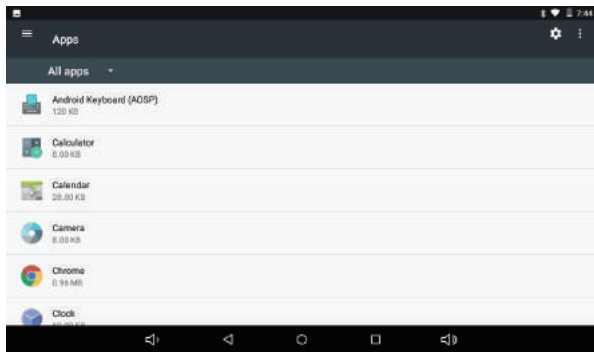 7:44
Apps
All apps
Android Keyboard (AOSP)
120 KB
Calculator
8.00 KB
Calendar
28.00 KB
Camera
8.00 KB
Chrome
0.96 MB
Clock